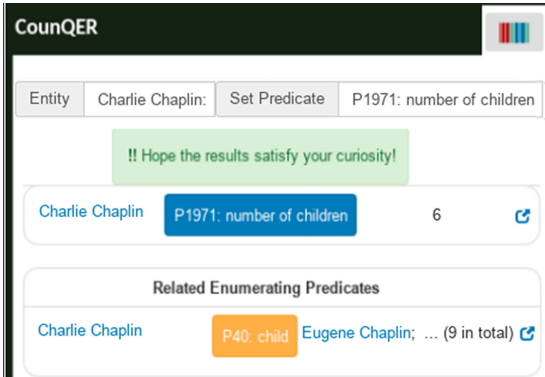 CounQER
Entity Charlie Chaplin: Set Predicate P1971: number of children
!! Hope the results satisfy your curiosity!
Charlie Chaplin P1971: number of children 6
Related Enumerating Predicates
Charlie Chaplin P40: child Eugene Chaplin; ... (9 in total)